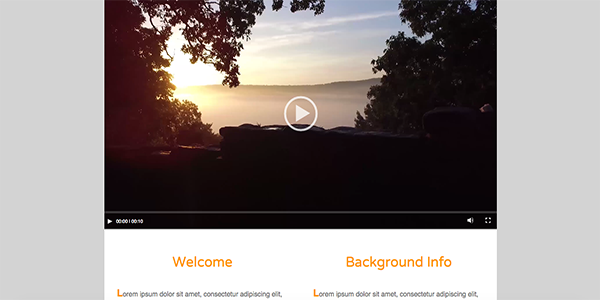 00:00 | 00:10
Welcome
Background Info
Lorem ipsum dolor sit amet, consectetur adipiscing elit,
Lorem ipsum dolor sit amet, consectetur adipiscing elit,